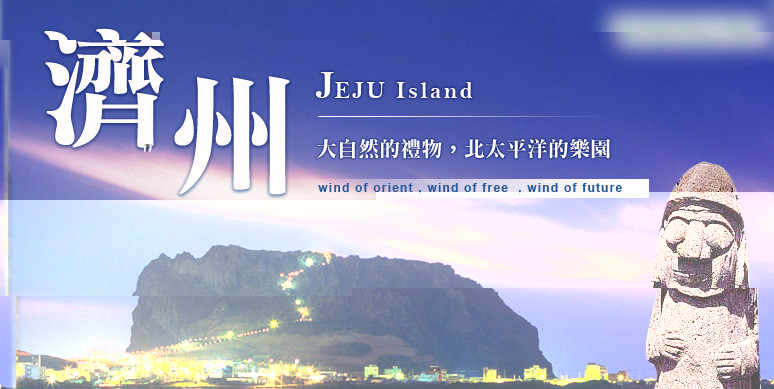 濟州
JEJU Island
大自然的禮物，北太平洋的樂園
wind of orient , wind of free , wind of future